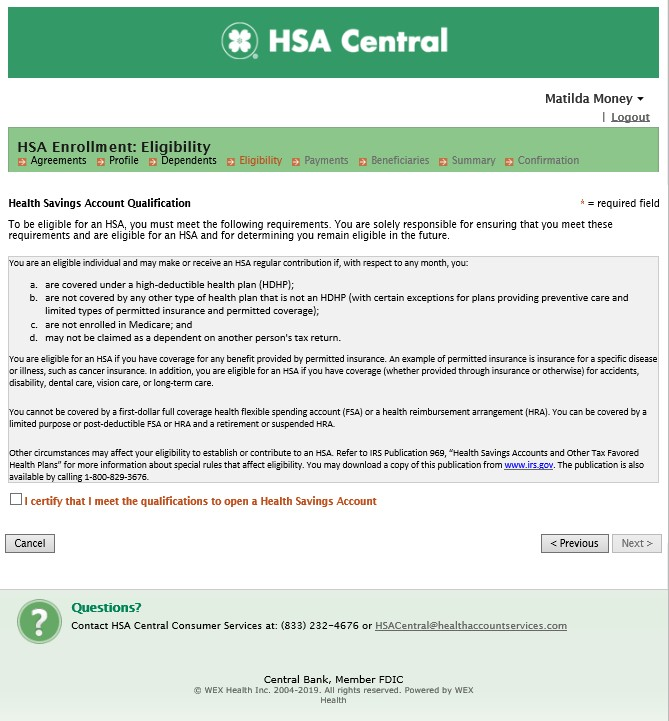 HSA Central
Matilda Money
| Logout
HSA Enrollment: Eligibility
Agreements Profile Dependents Eligibility Payments Beneficiaries Summary Confirmation
Health Savings Account Qualification * = required field
To be eligible for an HSA, you must meet the following requirements. You are solely responsible for ensuring that you meet these
requirements and are eligible for an HSA and for determining you remain eligible in the future.
You are an eligible individual and may make or receive an HSA regular contribution if, with respect to any month, you:
a. are covered under a high-deductible health plan (HDHP);
b. are not covered by any other type of health plan that is not an HDHP (with certain exceptions for plans providing preventive care and
limited types of permitted insurance and permitted coverage);
c. are not enrolled in Medicare; and
d. may not be claimed as a dependent on another person's tax return.
You are eligible for an HSA if you have coverage for any benefit provided by permitted insurance. An example of permitted insurance is insurance for a specific disease
or illness, such as cancer insurance. In addition, you are eligible for an HSA if you have coverage (whether provided through insurance or otherwise) for accidents,
disability, dental care, vision care, or long-term care.
You cannot be covered by a first-dollar full coverage health flexible spending account (FSA) or a health reimbursement arrangement (HRA). You can be covered by a
limited purpose or post-deductible FSA or HRA and a retirement or suspended HRA.
Other circumstances may affect your eligibility to establish or contribute to an HSA. Refer to IRS Publication 969, "Health Savings Accounts and Other Tax Favored
Health Plans" for more information about special rules that affect eligibility. You may download a copy of this publication from www.irs.gov. The publication is also
available by calling 1-800-829-3676.
I certify that I meet the qualifications to open a Health Savings Account
Cancel < Previous Next >
?
Questions?
Contact HSA Central Consumer Services at: (833) 232-4676 or HSACentral@healthaccountservices.com
Central Bank, Member FDIC
© WEX Health Inc. 2004-2019. All rights reserved. Powered by WEX
Health